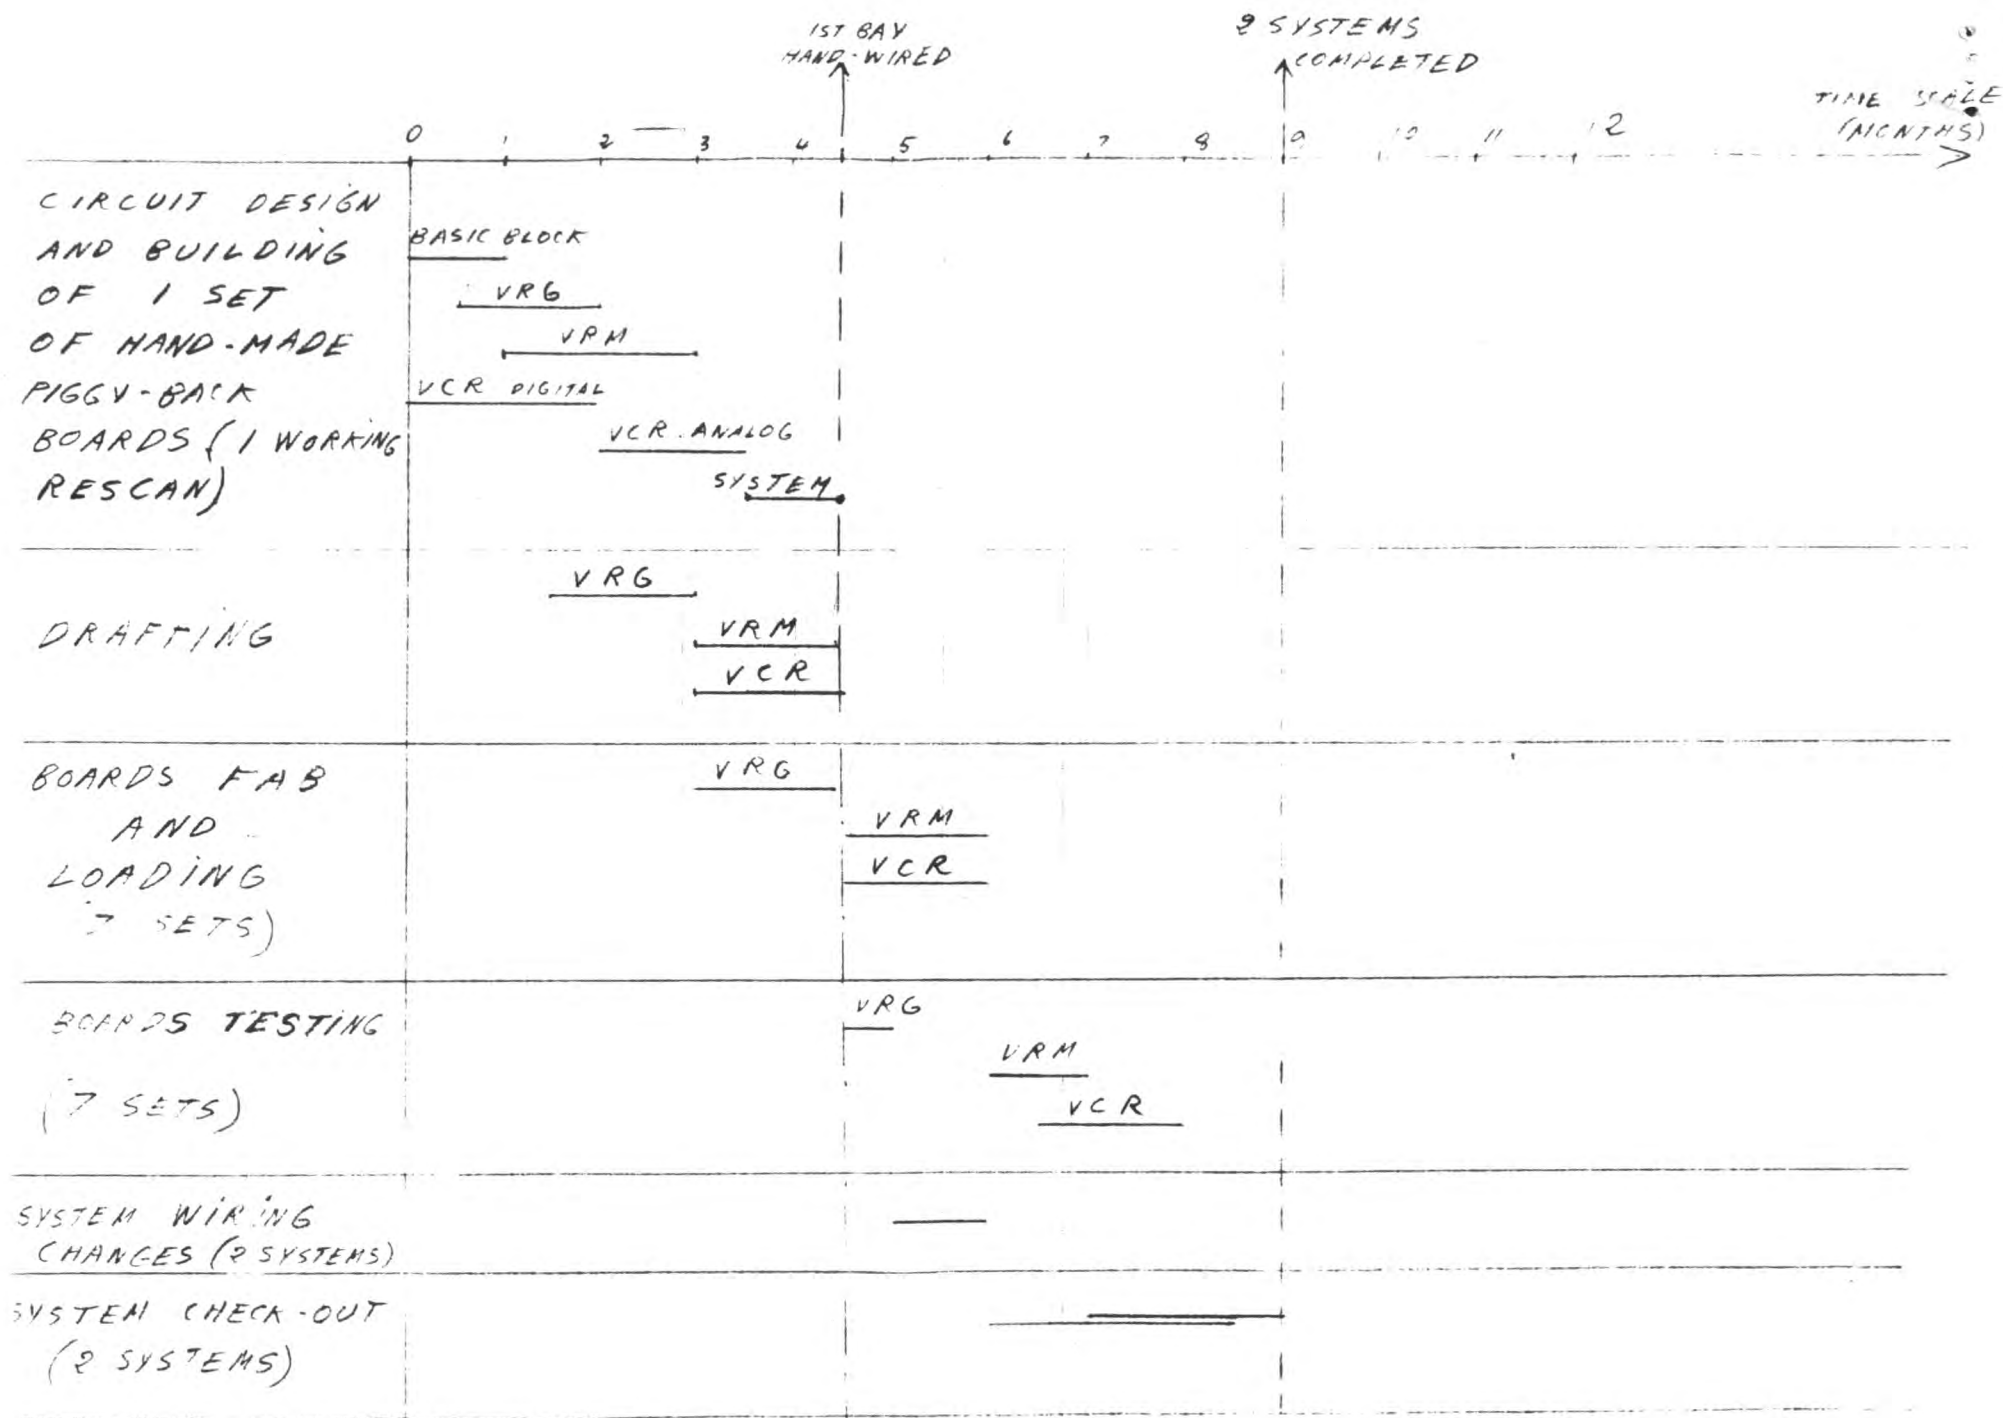 1ST BAY
HAND-WIRED
2 SYSTEMS
COMPLETED
TIME SCALE
(MONTHS)
0 1 2 3 4 5 6 7 8 9 10 11 12
CIRCUIT DESIGN
AND BUILDING
OF 1 SET
OF HAND-MADE
PIGGY-BACK
BOARDS (1 WORKING
RESCAN)
BASIC BLOCK
VRG
VRM
VCR DIGITAL
VCR ANALOG
SYSTEM
DRAFTING
VRG
VRM
VCR
BOARDS FAB
AND
LOADING
7 SETS)
VRG
VRM
VCR
BOARDS TESTING
(7 SETS)
VRG
VRM
VCR
SYSTEM WIRING
CHANGES (2 SYSTEMS)
SYSTEM CHECK-OUT
(2 SYSTEMS)